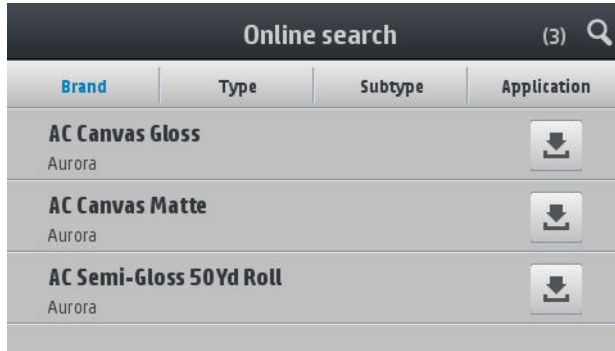 Online search (3)
Brand Type Subtype Application
AC Canvas Gloss
Aurora
AC Canvas Matte
Aurora
AC Semi-Gloss 50Yd Roll
Aurora